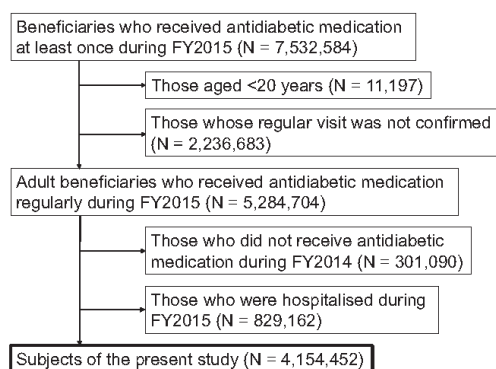 Beneficiaries who received antidiabetic medication
at least once during FY2015 (N = 7,532,584)
Those aged <20 years (N = 11,197)
Those whose regular visit was not confirmed
(N = 2,236,683)
Adult beneficiaries who received antidiabetic medication
regularly during FY2015 (N = 5,284,704)
Those who did not receive antidiabetic
medication during FY2014 (N = 301,090)
Those who were hospitalised during
FY2015 (N = 829,162)
Subjects of the present study (N = 4,154,452)